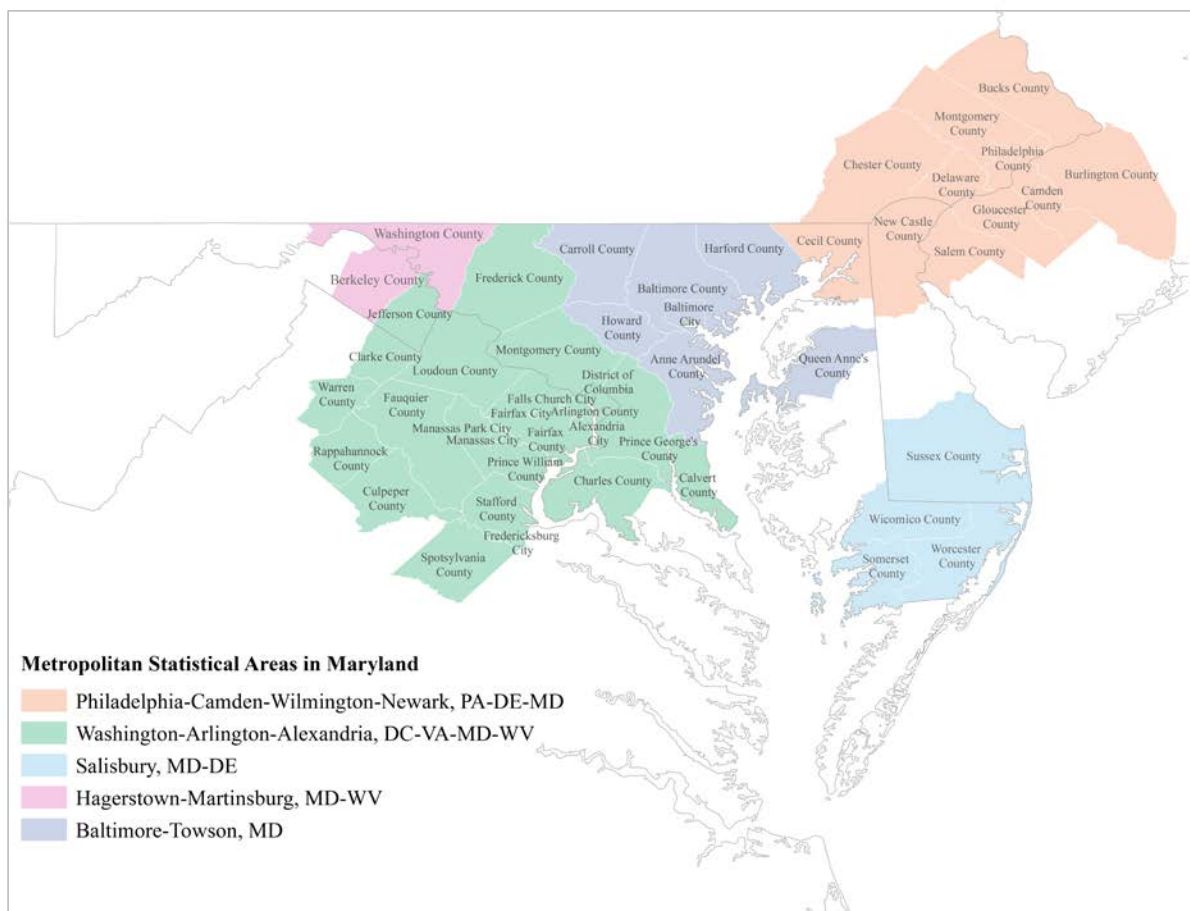 Bucks County
Montgomery
County
Philadelphia
County
Chester County
Delaware
County
Burlington County
Camden
County
Gloucester
County
New Castle
County
Salem County
Cecil County
Washington County
Berkeley County
Jefferson County
Frederick County
Carroll County
Harford County
Baltimore County
Baltimore
City
Howard
County
Anne Arundel
County
Queen Anne's
County
Montgomery County
Clarke County
Loudoun County
District of
Columbia
Warren
County
Fauquier
County
Falls Church City
Fairfax City
Arlington County
Alexandria
City
Manassas Park City
Manassas City
Fairfax
County
Prince George's
County
Rappahannock
County
Prince William
County
Charles County
Calvert
County
Culpeper
County
Stafford
County
Fredericksburg
City
Spotsylvania
County
Sussex County
Wicomico County
Somerset
County
Worcester
County
Metropolitan Statistical Areas in Maryland
Philadelphia-Camden-Wilmington-Newark, PA-DE-MD
Washington-Arlington-Alexandria, DC-VA-MD-WV
Salisbury, MD-DE
Hagerstown-Martinsburg, MD-WV
Baltimore-Towson, MD